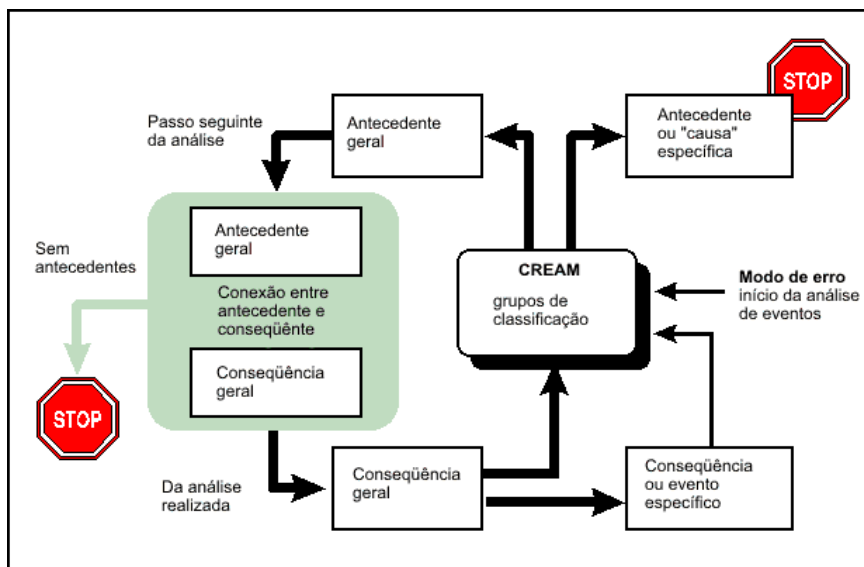 STOP
Antecedente
ou "causa"
específica
Antecedente
geral
Passo seguinte
da análise
Antecedente
geral
Sem
antecedentes
Conexão entre
antecedente e
conseqüênte
Conseqüência
geral
STOP
CREAM
grupos de
classificação
Modo de erro
início da análise
de eventos
Da análise
realizada
Conseqüência
geral
Conseqüência
ou evento
específico